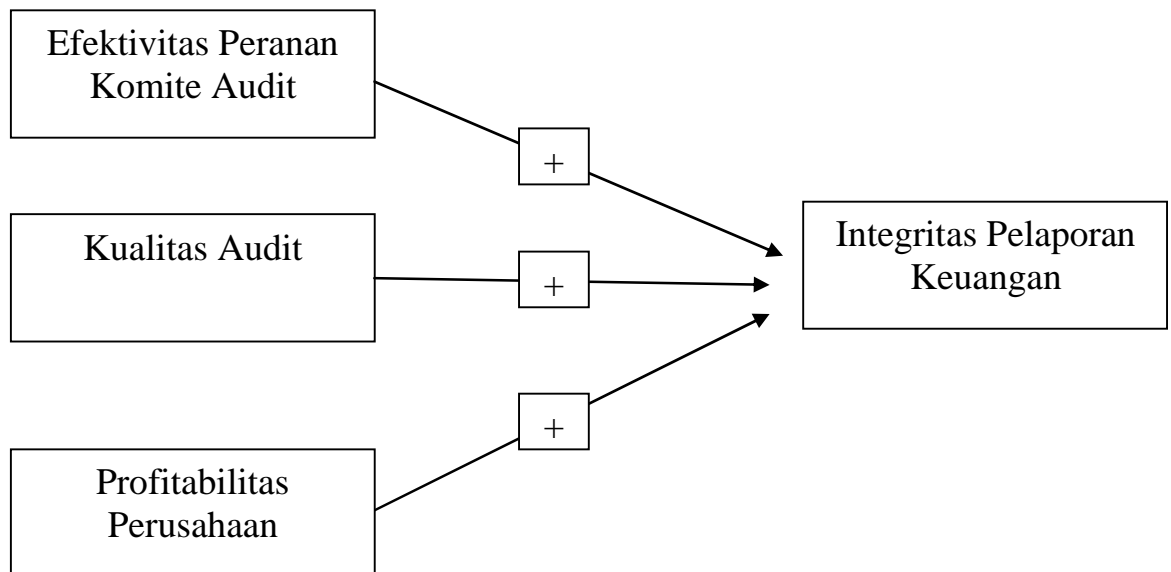 Efektivitas Peranan
Komite Audit
+
Kualitas Audit
+
Integritas Pelaporan
Keuangan
+
Profitabilitas
Perusahaan